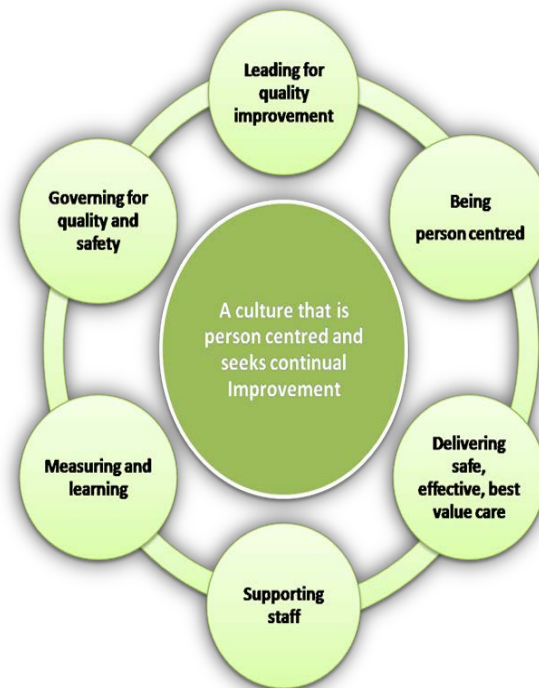 Leading for
quality
improvement
Being
person centred
Delivering
safe,
effective, best
value care
Supporting
staff
Measuring and
learning
Governing for
quality and
safety
A culture that is
person centred and
seeks continual
Improvement